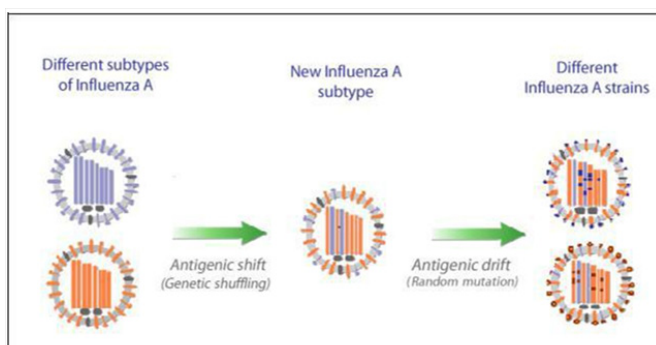 Different subtypes
of Influenza A
New Influenza A
subtype
Different
Influenza A strains
Antigenic shift
(Genetic shuffling)
Antigenic drift
(Random mutation)